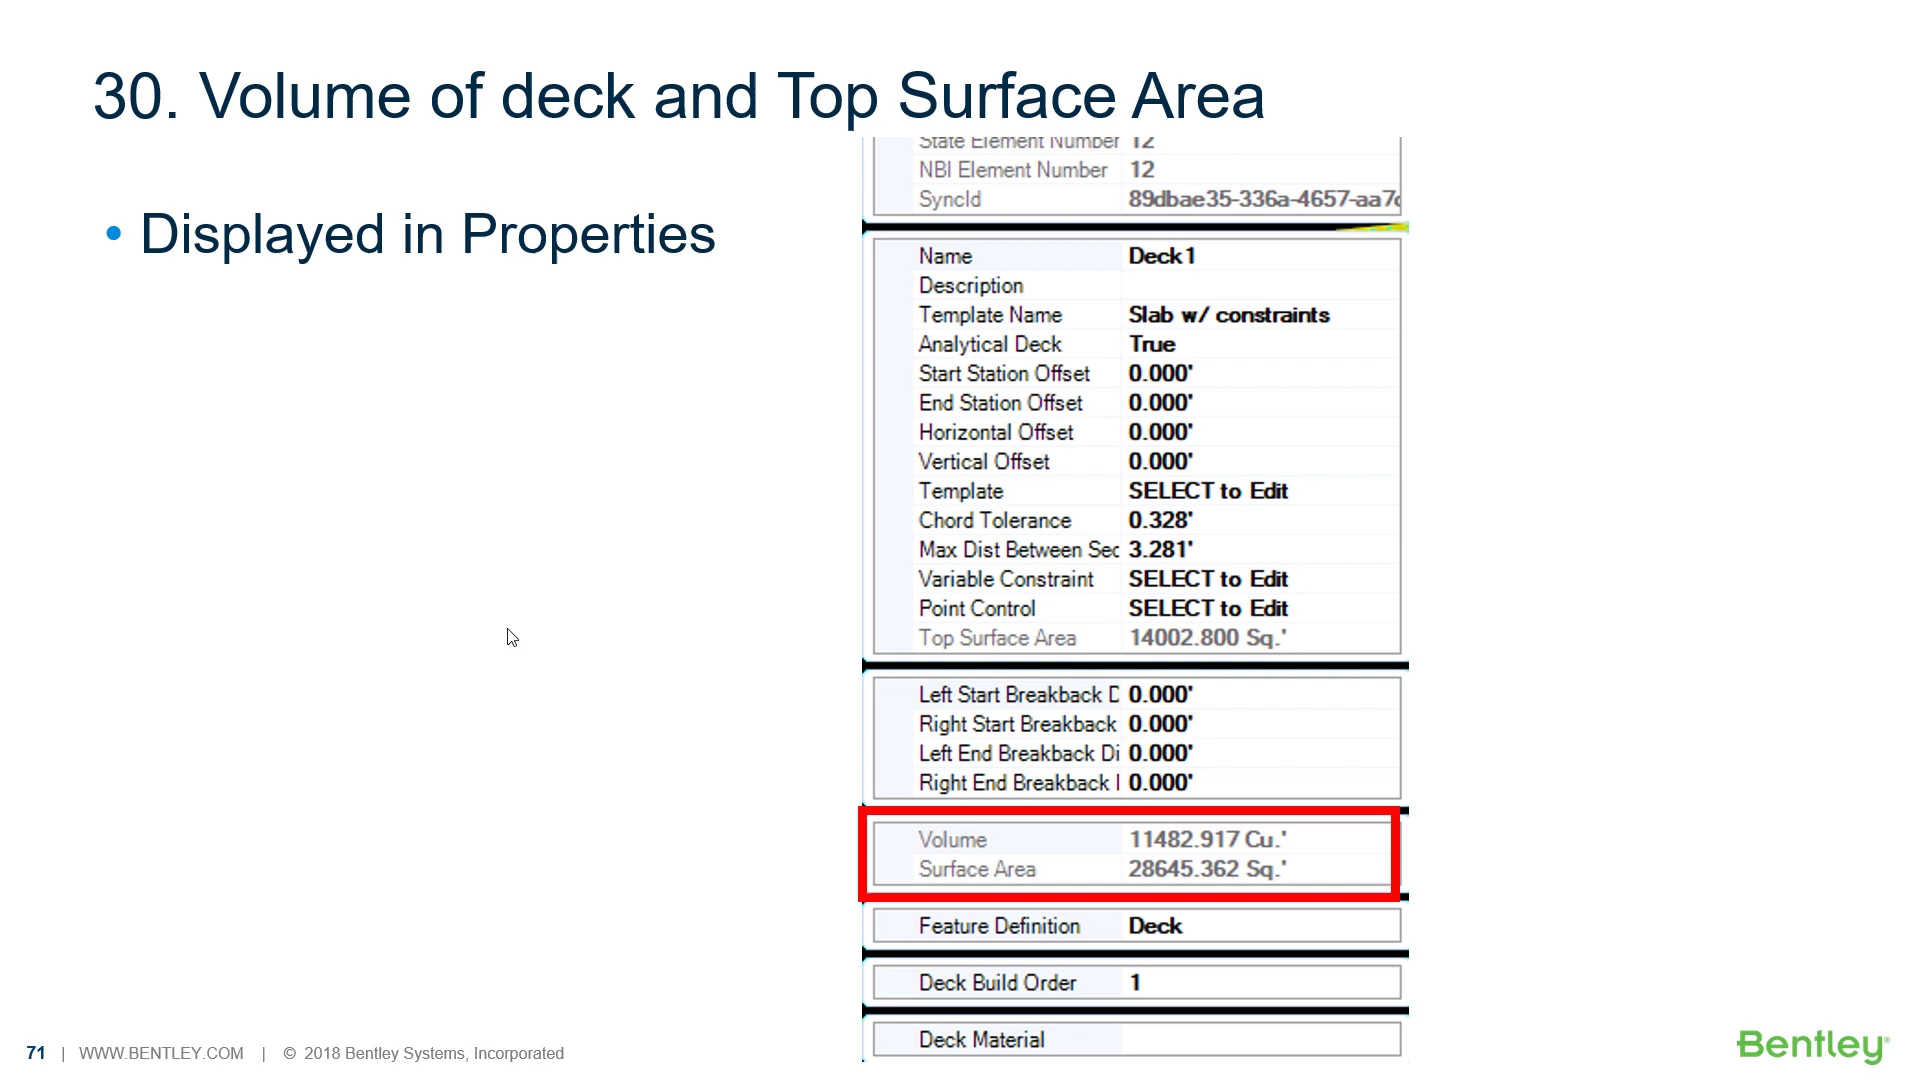 30. Volume of deck and Top Surface Area
• Displayed in Properties
State Element Number 12
NBI Element Number 12
SyncId 89dbae35-336a-4657-aa7
Name Deck1
Description
Template Name Slab w/ constraints
Analytical Deck True
Start Station Offset 0.000'
End Station Offset 0.000'
Horizontal Offset 0.000'
Vertical Offset 0.000'
Template SELECT to Edit
Chord Tolerance 0.328'
Max Dist Between Sec 3.281'
Variable Constraint SELECT to Edit
Point Control SELECT to Edit
Top Surface Area 14002.800 Sq.'
Left Start Breakback D 0.000'
Right Start Breakback 0.000'
Left End Breakback Di 0.000'
Right End Breakback 0.000'
Volume 11482.917 Cu.'
Surface Area 28645.362 Sq.'
Feature Definition Deck
Deck Build Order 1
Deck Material
71 | WWW.BENTLEY.COM | © 2018 Bentley Systems, Incorporated
Bentley®